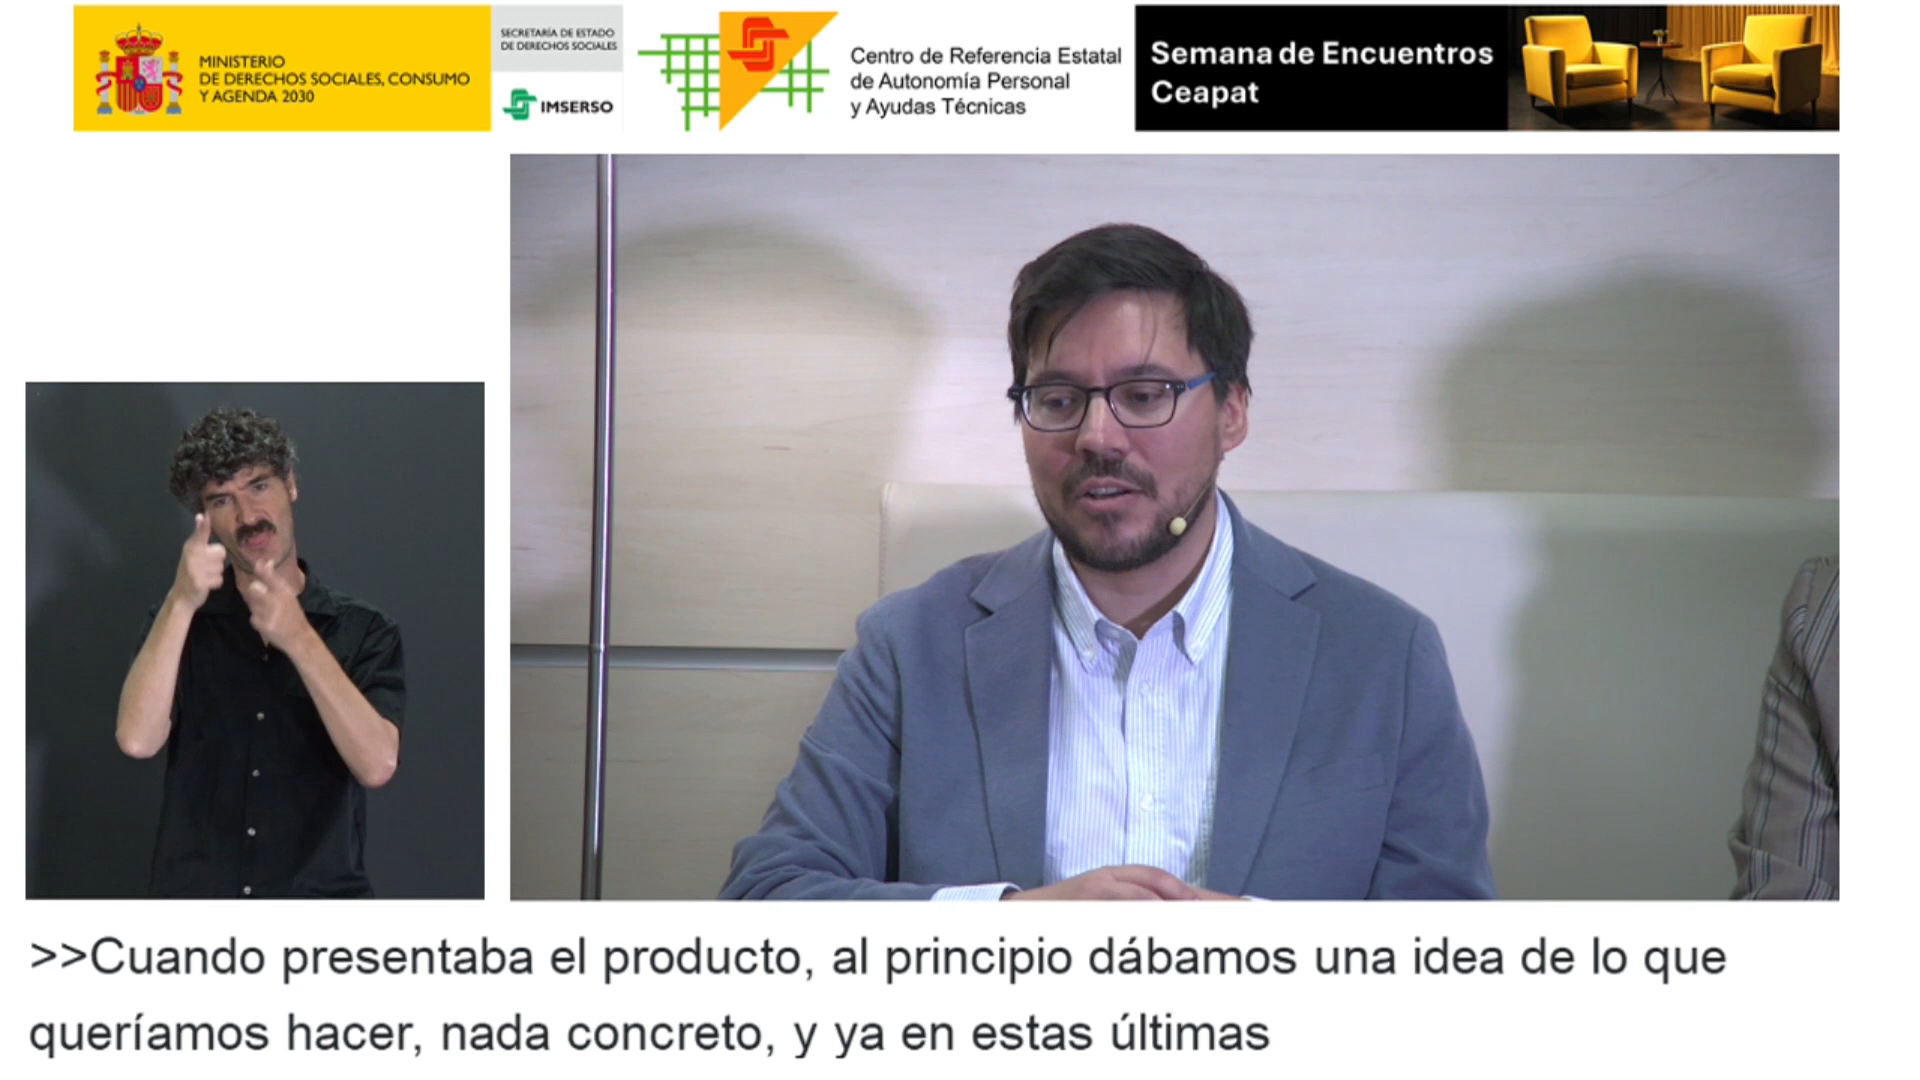 MINISTERIO
DE DERECHOS SOCIALES, CONSUMO
Y AGENDA 2030
SECRETARÍA DE ESTADO
DE DERECHOS SOCIALES
IMSERSO
Centro de Referencia Estatal
de Autonomía Personal
y Ayudas Técnicas
Semana de Encuentros
Ceapat
>>Cuando presentaba el producto, al principio dábamos una idea de lo que
queríamos hacer, nada concreto, y ya en estas últimas